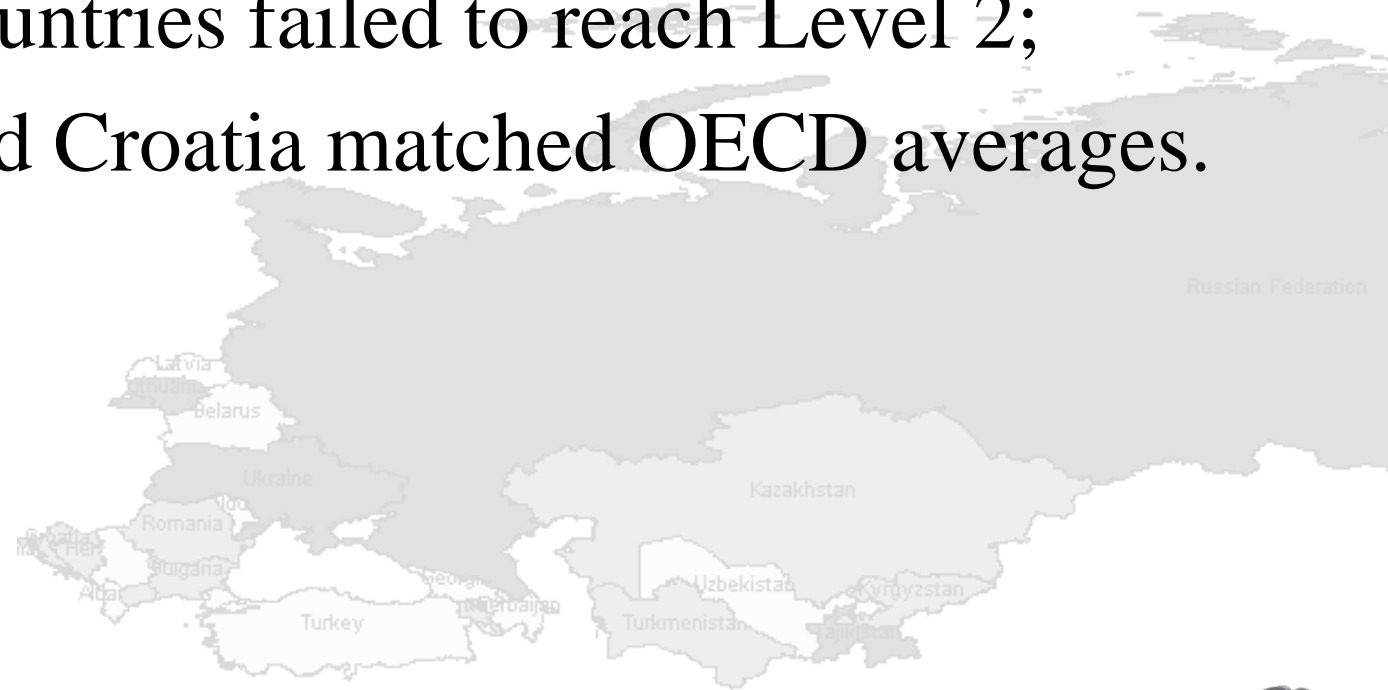 untries failed to reach Level 2;
d Croatia matched OECD averages.
Russian Federation
Latvia
Belarus
Ukraine
Kazakhstan
Romania
Uzbekistan
Kyrgyzstan
Turkey
Turkmenistan
Tajikistan